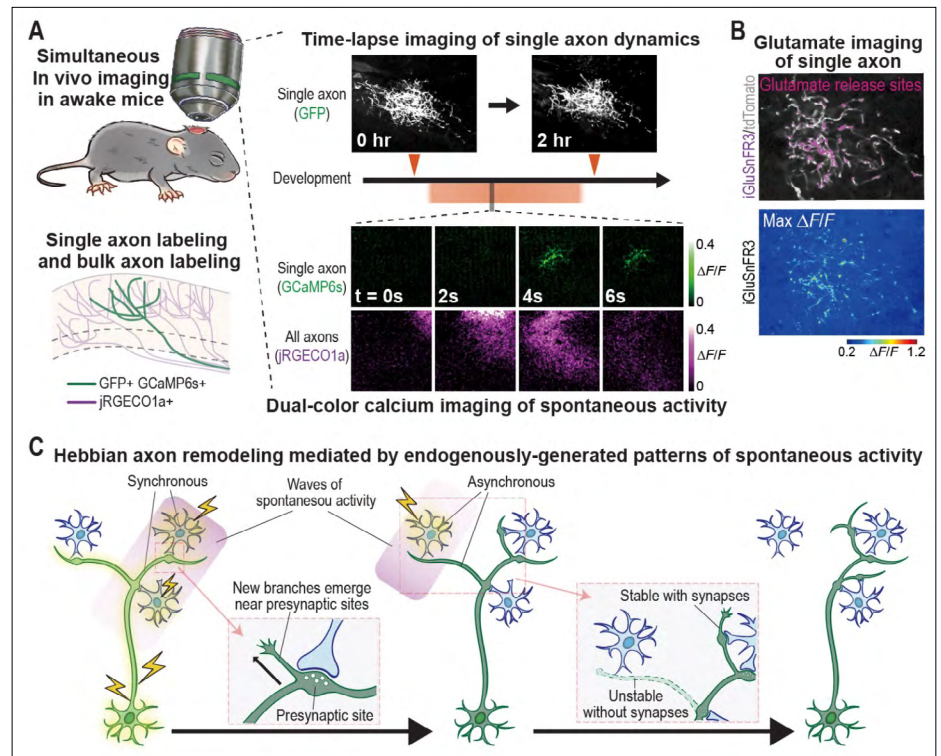 A
Simultaneous
In vivo imaging
in awake mice
Time-lapse imaging of single axon dynamics
Single axon
(GFP)
0 hr
2 hr
Development
Single axon labeling
and bulk axon labeling
GFP+ GCaMP6s+
jRGECO1a+
Single axon
(GCaMP6s)
t = 0s
2s
4s
6s
0.4
ΔF/F
0
All axons
(jRGECO1a)
0.4
ΔF/F
0
Dual-color calcium imaging of spontaneous activity
B
Glutamate imaging
of single axon
iGluSnFR3/tdTomato
Glutamate release sites
iGluSnFR3
Max ΔF/F
0.2 ΔF/F 1.2
C
Hebbian axon remodeling mediated by endogenously-generated patterns of spontaneous activity
Synchronous
Waves of
spontanesou activity
Asynchronous
New branches emerge
near presynaptic sites
Presynaptic site
Stable with synapses
Unstable
without synapses